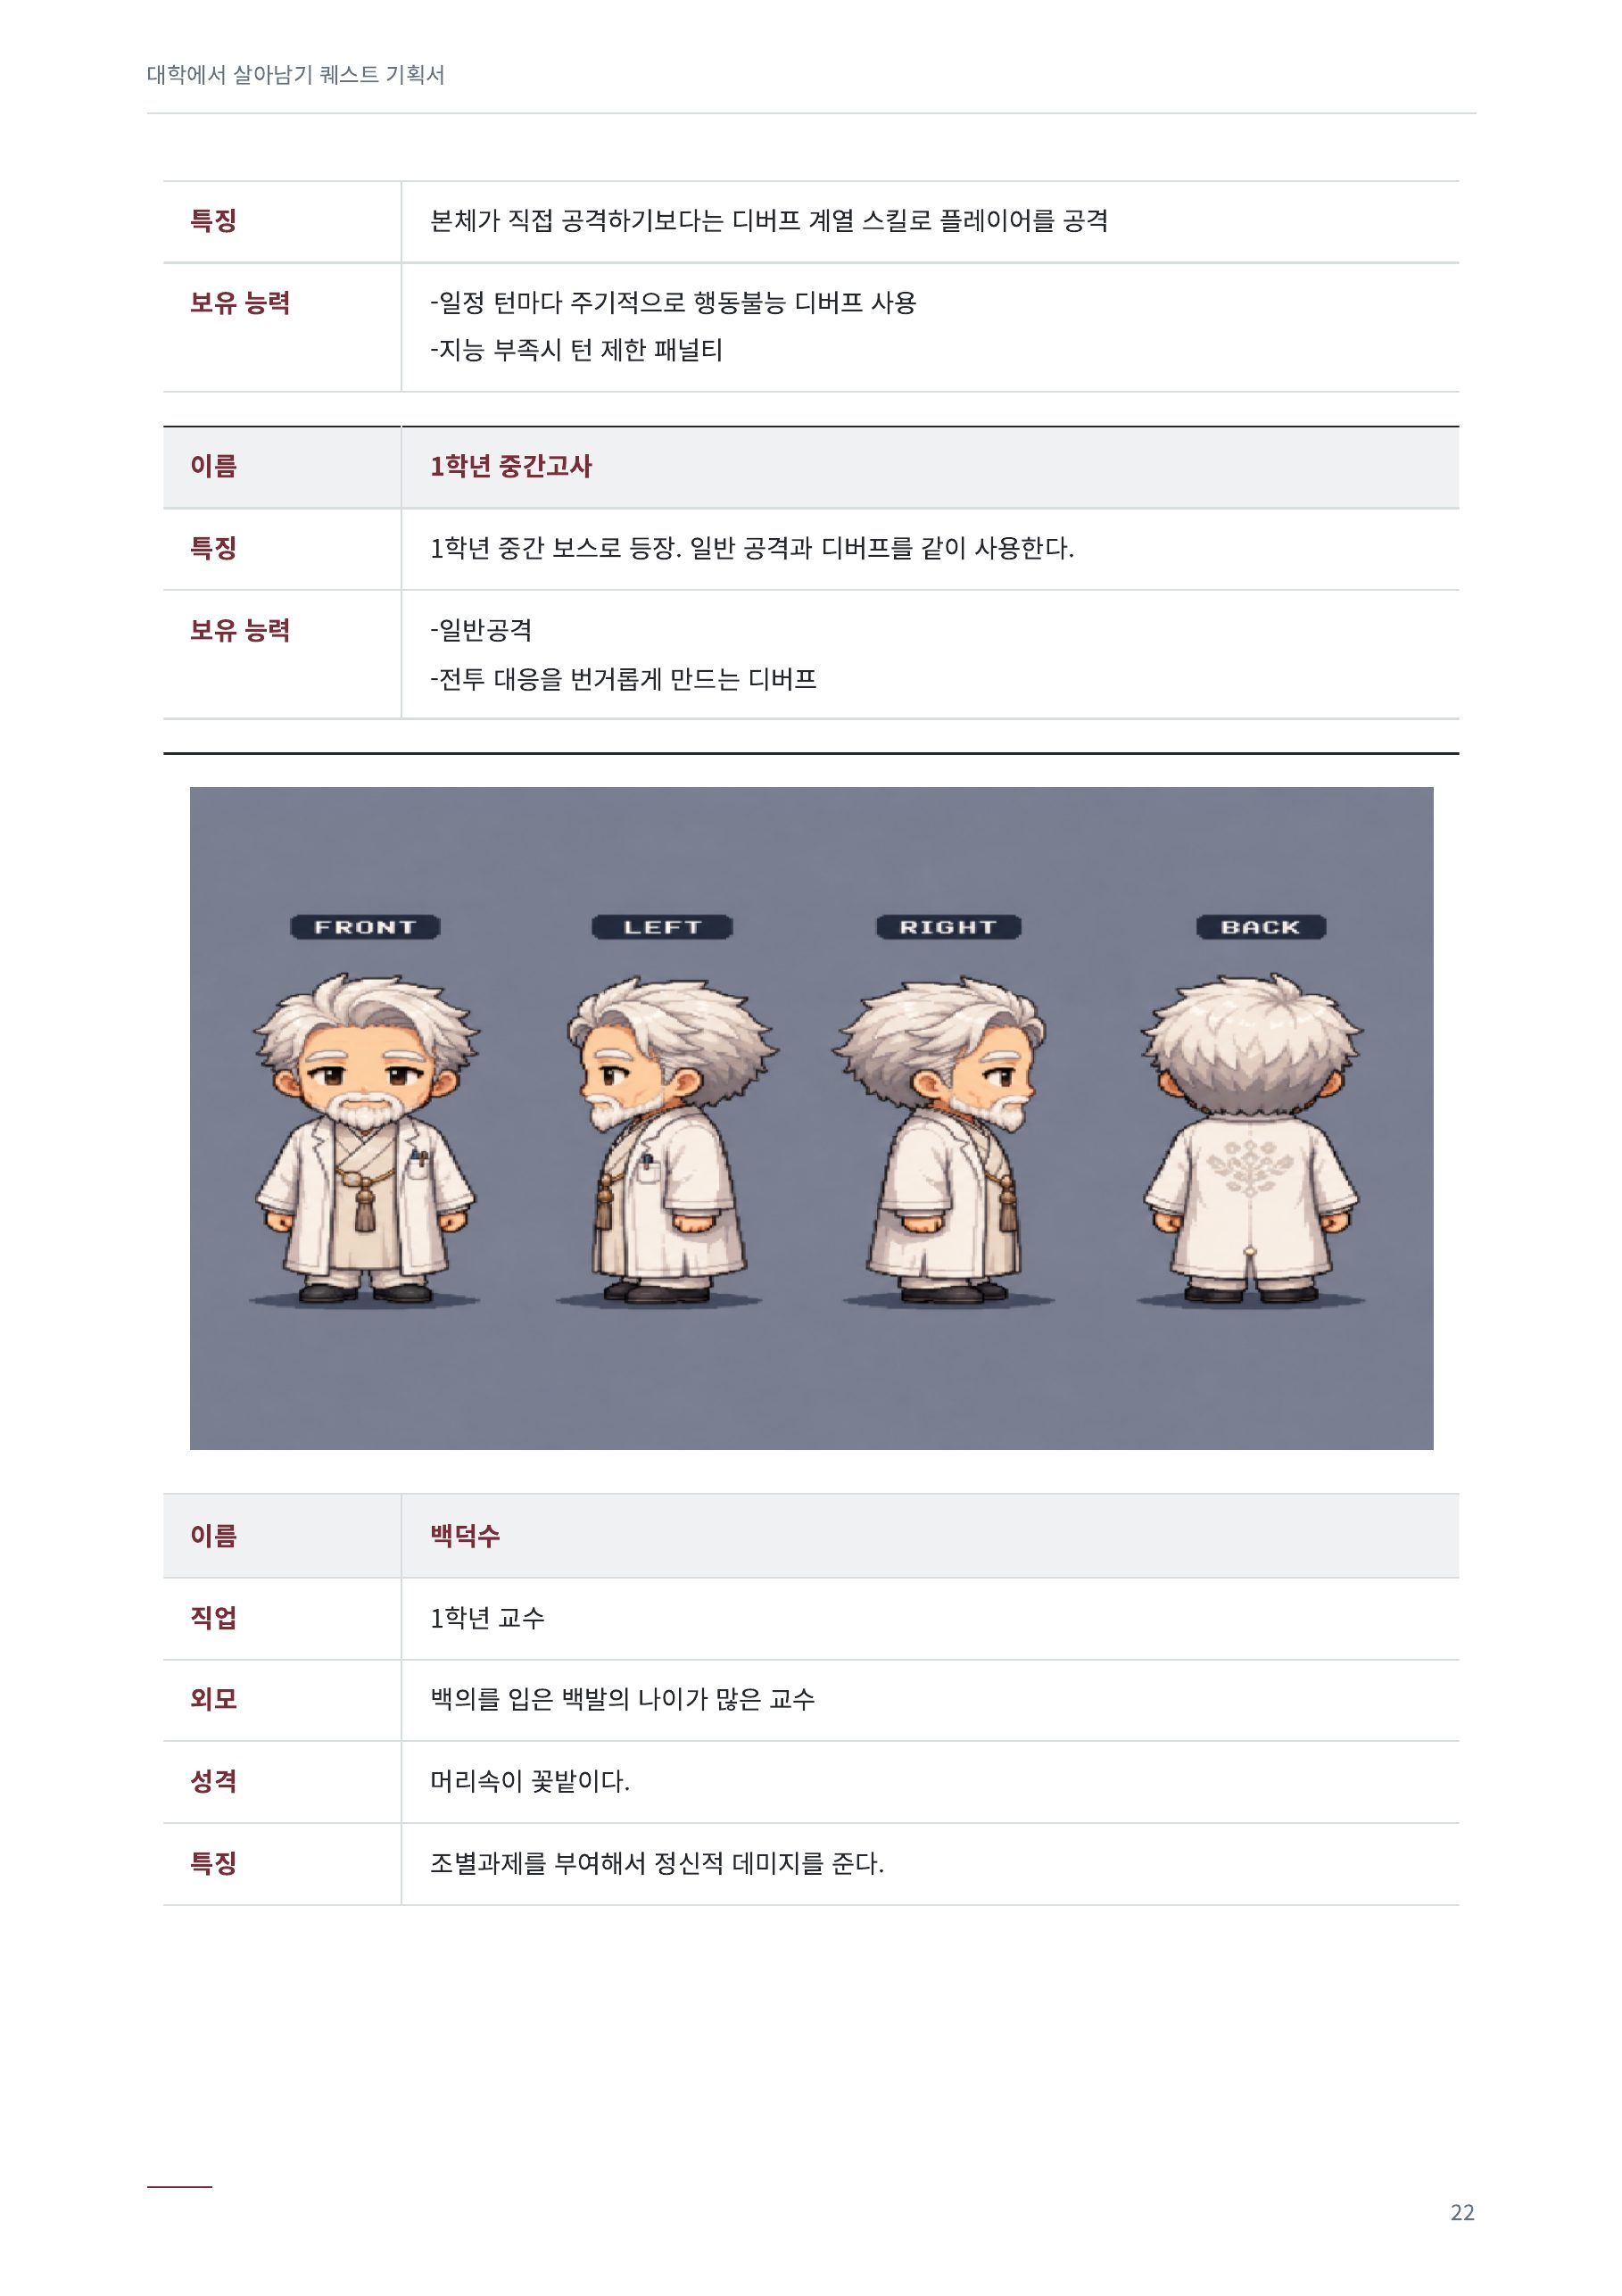 대학에서 살아남기 퀘스트 기획서
특징 본체가 직접 공격하기보다는 디버프 계열 스킬로 플레이어를 공격
보유 능력 -일정 턴마다 주기적으로 행동불능 디버프 사용
-지능 부족시 턴 제한 패널티
이름 1학년 중간고사
특징 1학년 중간 보스로 등장. 일반 공격과 디버프를 같이 사용한다.
보유 능력 -일반공격
-전투 대응을 번거롭게 만드는 디버프
FRONT LEFT RIGHT BACK
이름 백덕수
직업 1학년 교수
외모 백의를 입은 백발의 나이가 많은 교수
성격 머리속이 꽃밭이다.
특징 조별과제를 부여해서 정신적 데미지를 준다.
22